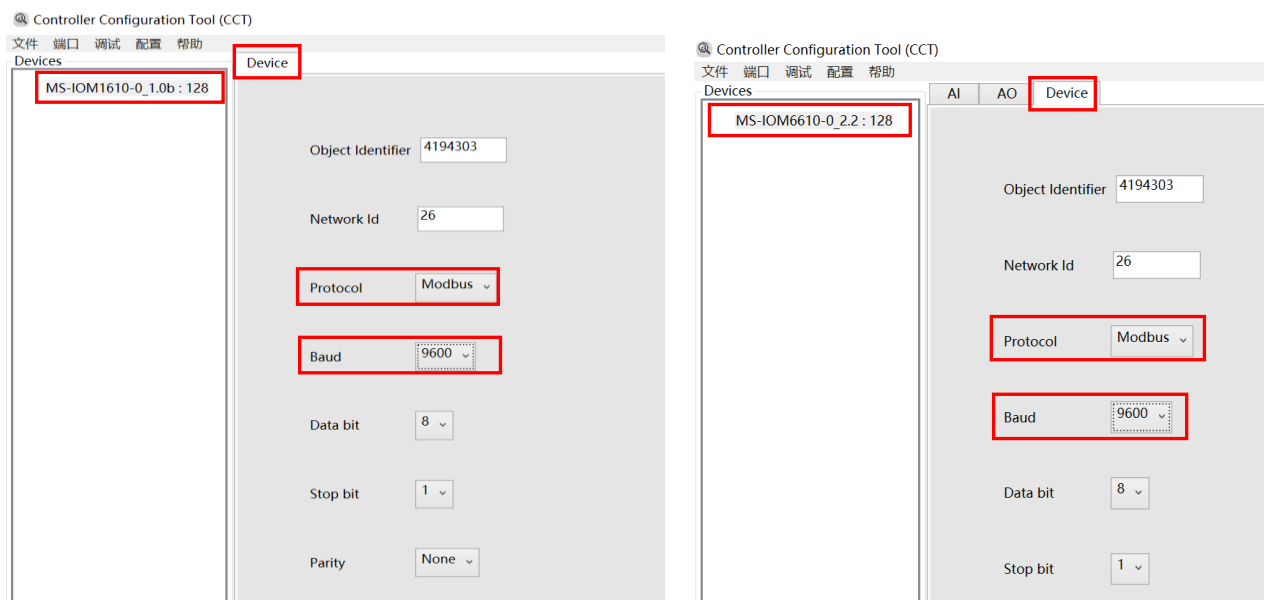 Controller Configuration Tool (CCT)
文件 端口 调试 配置 帮助
Devices
MS-IOM1610-0_1.0b : 128
Device
Object Identifier 4194303
Network Id 26
Protocol Modbus
Baud 9600
Data bit 8
Stop bit 1
Parity None
Controller Configuration Tool (CCT)
文件 端口 调试 配置 帮助
Devices
MS-IOM6610-0_2.2 : 128
AI AO Device
Object Identifier 4194303
Network Id 26
Protocol Modbus
Baud 9600
Data bit 8
Stop bit 1